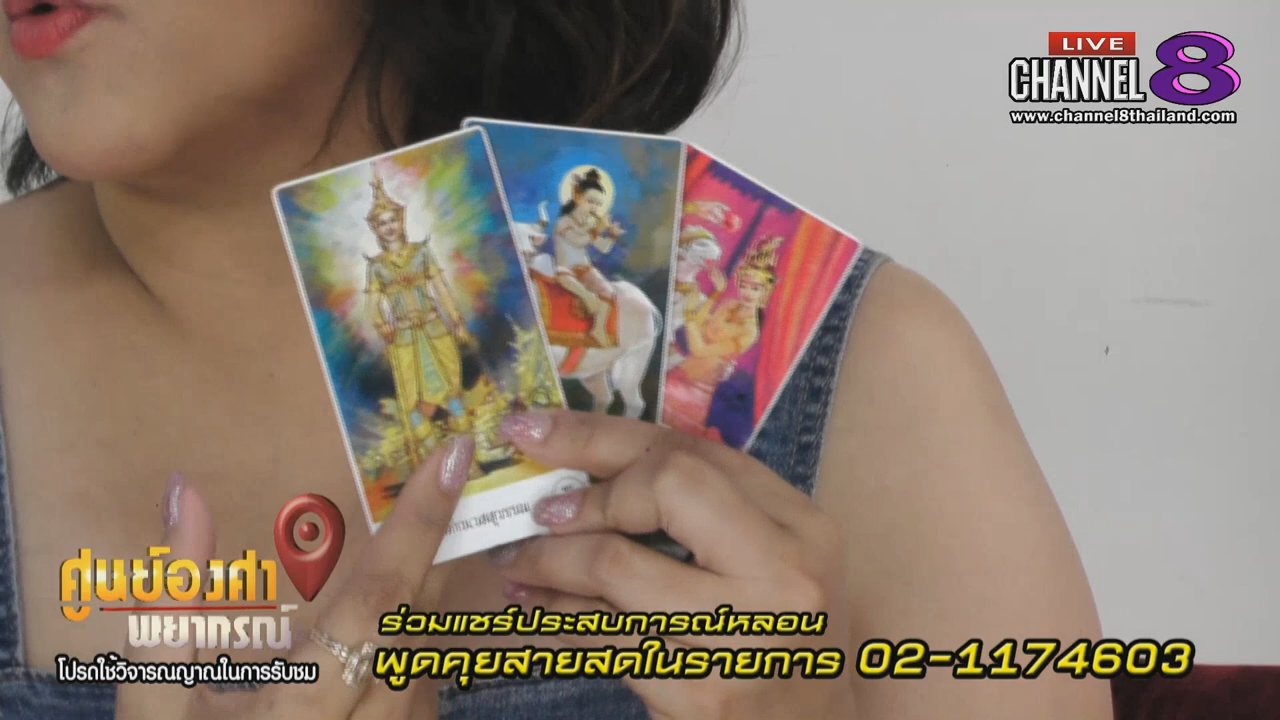 LIVE
CHANNEL 8
www.channel8thailand.com
ศูนย์องศา
พยากรณ์
โปรดใช้วิจารณญาณในการรับชม
ร่วมแชร์ประสบการณ์หลอน
พูดคุยสายสดในรายการ 02-1174603